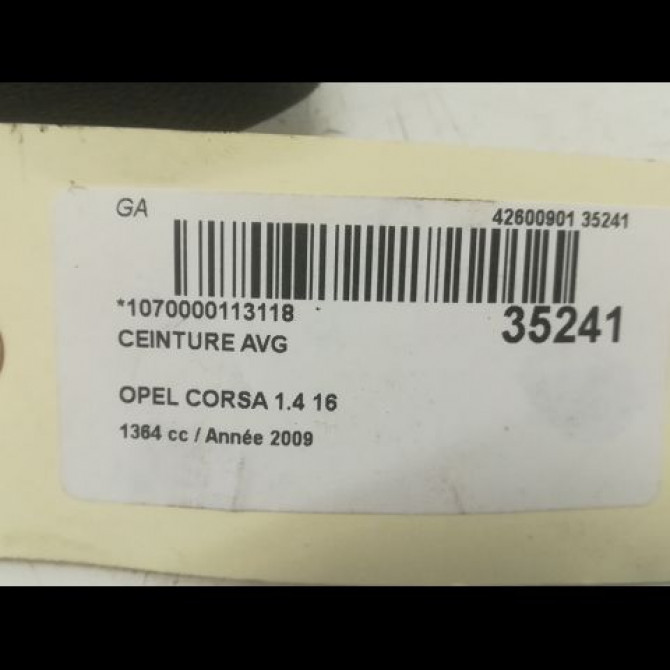 GA
42600901 35241
*1070000113118
35241
CEINTURE AVG
OPEL CORSA 1.4 16
1364 cc / Année 2009